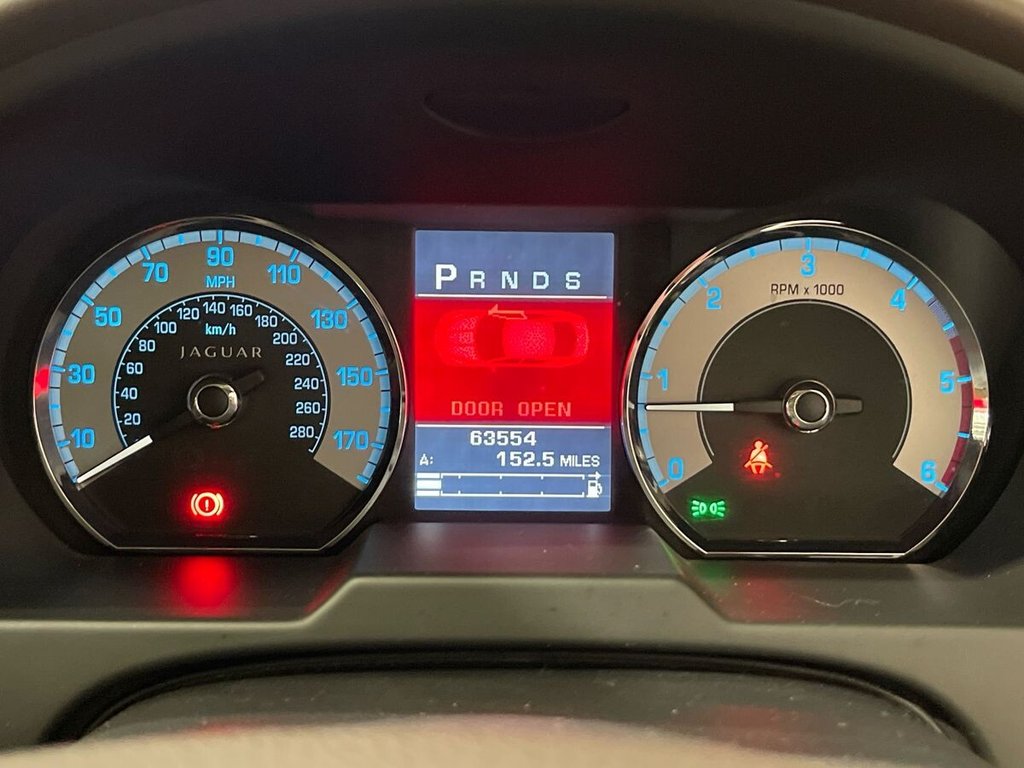 10 30 50 70 90 110 130 150 170
MPH
20 40 60 80 100 120 140 160 180 200 220 240 260 280
km/h
JAGUAR
P R N D S
DOOR OPEN
63554
A: 152.5 MILES
0 1 2 3 4 5 6
RPM x 1000